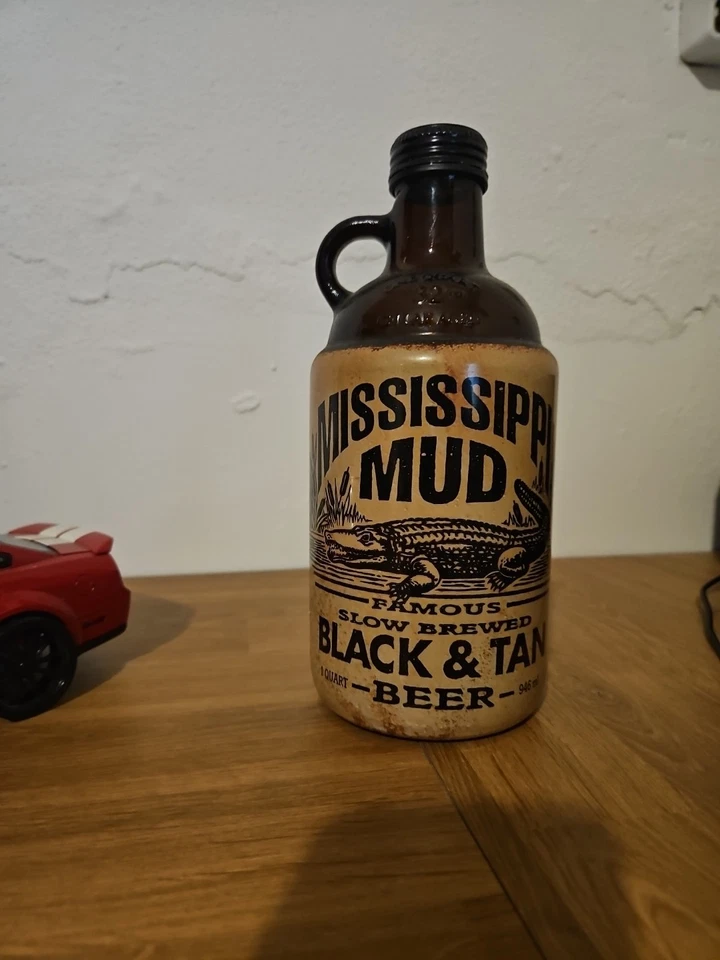 MISSISSIPPI
MUD
FAMOUS
SLOW BREWED
BLACK & TAN
1 QUART
BEER
946 ml